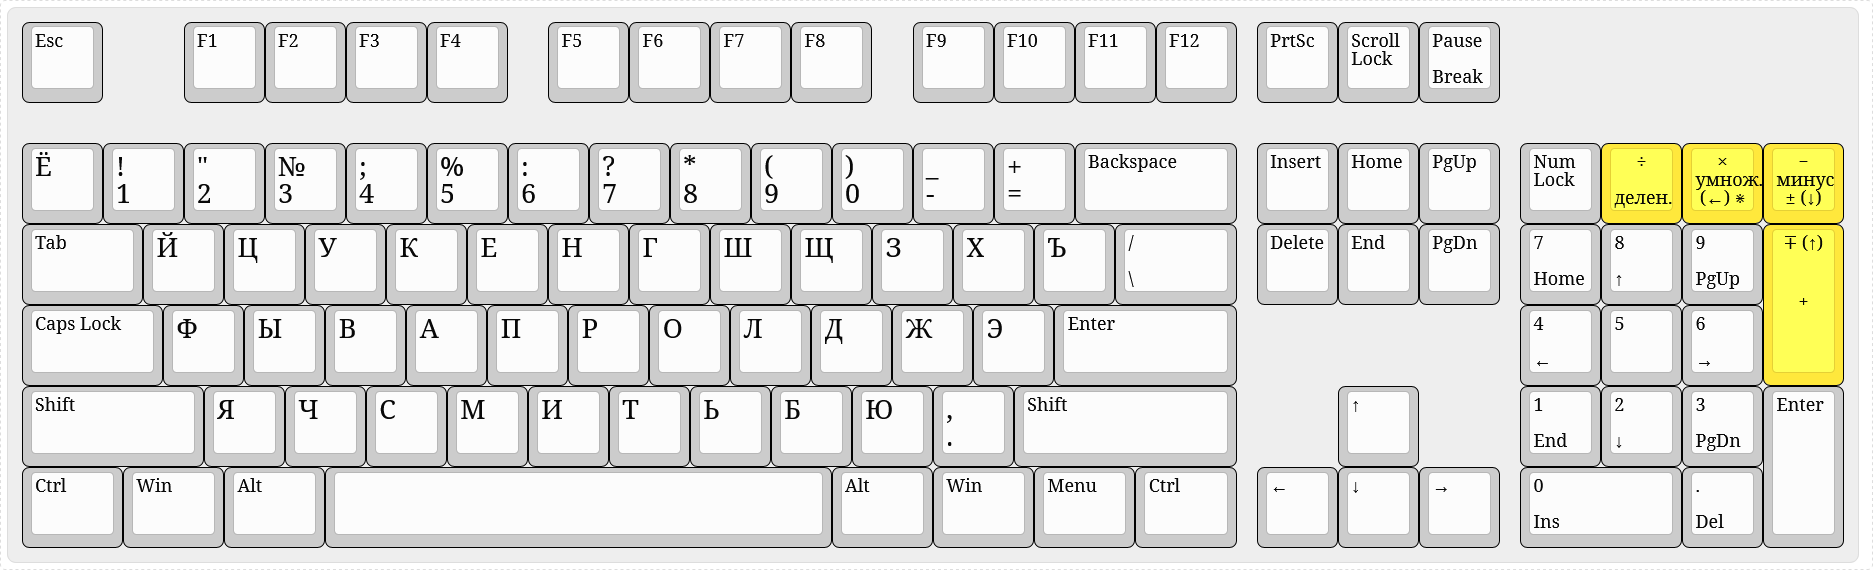 Esc F1 F2 F3 F4 F5 F6 F7 F8 F9 F10 F11 F12 PrtSc Scroll Pause
Lock
Break
Ё ! " № ; % : ? * ( ) _ + Backspace Insert Home PgUp Num ÷ × −
1 2 3 4 5 6 7 8 9 0 - = Lock делен. умнож. минус
(←) * ± (↓)
Tab Й Ц У К Е Н Г Ш Щ З Х Ъ / Delete End PgDn 7 8 9 ∓ (↑)
\ Home ↑ PgUp
+
Caps Lock Ф Ы В А П Р О Л Д Ж Э Enter 4 5 6
← →
Shift Я Ч С М И Т Ь Б Ю , Shift ↑ 1 2 3 Enter
. End ↓ PgDn
Ctrl Win Alt Alt Win Menu Ctrl ← ↓ → 0 .
Ins Del